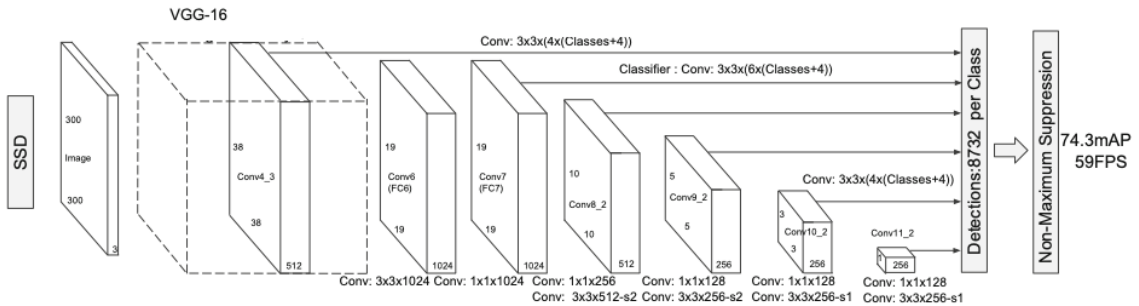 VGG-16
SSD
300
Image
300
3
38
Conv4_3
38
512
19
Conv6
(FC6)
19
1024
19
Conv7
(FC7)
19
1024
10
Conv8_2
10
512
5
Conv9_2
5
256
3
Conv10_2
3
256
Conv11_2
256
Conv: 3x3x(4x(Classes+4))
Classifier : Conv: 3x3x(6x(Classes+4))
Conv: 3x3x(4x(Classes+4))
Conv: 3x3x1024
Conv: 1x1x1024
Conv: 1x1x256
Conv: 3x3x512-s2
Conv: 1x1x128
Conv: 3x3x256-s2
Conv: 1x1x128
Conv: 3x3x256-s1
Conv: 1x1x128
Conv: 3x3x256-s1
Detections:8732 per Class
Non-Maximum Suppression
74.3mAP
59FPS